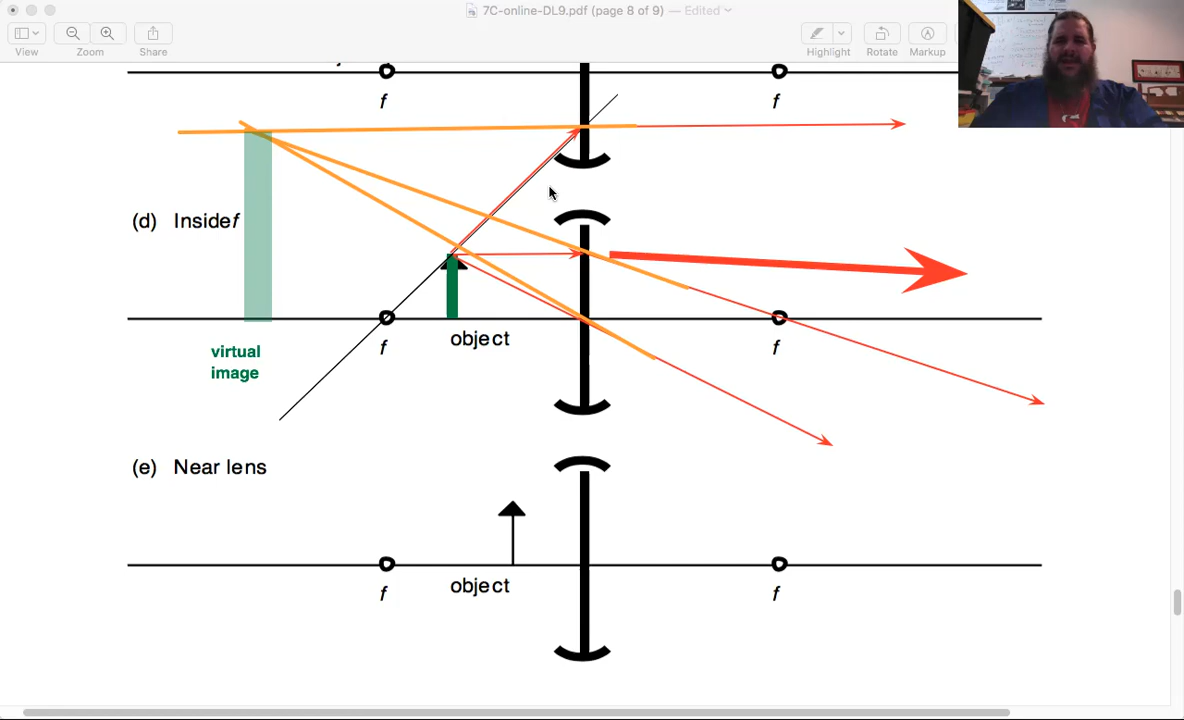 7C-online-DL9.pdf (page 8 of 9) — Edited
View
Zoom
Share
Highlight
Rotate
Markup
f
f
(d) Inside f
object
f
f
virtual
image
(e) Near lens
object
f
f